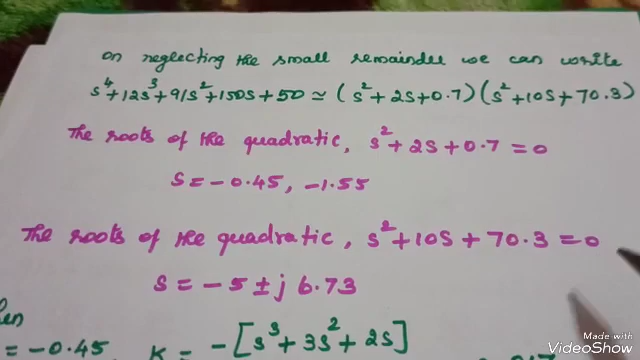 on neglecting the small remainder we can write
s⁴+12s³+91s²+150s+50 ≃ (s²+2s+0.7)(s²+10s+70.3)
The roots of the quadratic, s²+2s+0.7=0
s=-0.45, -1.55
The roots of the quadratic, s²+10s+70.3=0
s = -5 ± j 6.73
= -0.45, K = -[s³+3s²+2s]
Made with
VideoShow